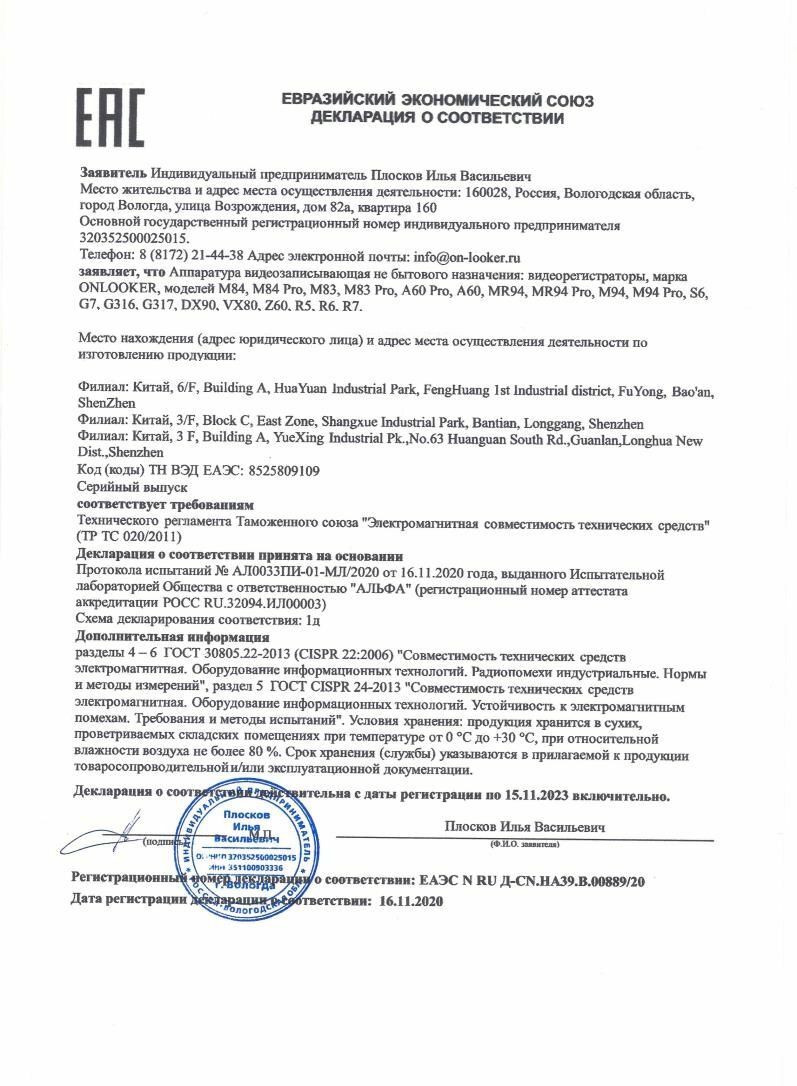 ЕАС
ЕВРАЗИЙСКИЙ ЭКОНОМИЧЕСКИЙ СОЮЗ
ДЕКЛАРАЦИЯ О СООТВЕТСТВИИ
Заявитель Индивидуальный предприниматель Плосков Илья Васильевич
Место жительства и адрес места осуществления деятельности: 160028, Россия, Вологодская область,
город Вологда, улица Возрождения, дом 82а, квартира 160
Основной государственный регистрационный номер индивидуального предпринимателя
320352500025015.
Телефон: 8 (8172) 21-44-38 Адрес электронной почты: info@on-looker.ru
заявляет, что Аппаратура видеозаписывающая не бытового назначения: видеорегистраторы, марка
ONLOOKER, моделей M84, M84 Pro, M83, M83 Pro, A60 Pro, A60, MR94, MR94 Pro, M94, M94 Pro, S6,
G7, G316, G317, DX90, VX80, Z60, R5, R6, R7.
Место нахождения (адрес юридического лица) и адрес места осуществления деятельности по
изготовлению продукции:
Филиал: Китай, 6/F, Building A, HuaYuan Industrial Park, FengHuang 1st Industrial district, FuYong, Bao'an,
ShenZhen
Филиал: Китай, 3/F, Block C, East Zone, Shangxue Industrial Park, Bantian, Longgang, Shenzhen
Филиал: Китай, 3 F, Building A, YueXing Industrial Pk.,No.63 Huanguan South Rd.,Guanlan,Longhua New
Dist.,Shenzhen
Код (коды) ТН ВЭД ЕАЭС: 8525809109
Серийный выпуск
соответствует требованиям
Технического регламента Таможенного союза "Электромагнитная совместимость технических средств"
(ТР ТС 020/2011)
Декларация о соответствии принята на основании
Протокола испытаний № АЛ0033ПИ-01-МЛ/2020 от 16.11.2020 года, выданного Испытательной
лабораторией Общества с ответственностью "АЛЬФА" (регистрационный номер аттестата
аккредитации РОСС RU.32094.ИЛ00003)
Схема декларирования соответствия: 1д
Дополнительная информация
разделы 4 – 6 ГОСТ 30805.22-2013 (CISPR 22:2006) "Совместимость технических средств
электромагнитная. Оборудование информационных технологий. Радиопомехи индустриальные. Нормы
и методы измерений", раздел 5 ГОСТ CISPR 24-2013 "Совместимость технических средств
электромагнитная. Оборудование информационных технологий. Устойчивость к электромагнитным
помехам. Требования и методы испытаний". Условия хранения: продукция хранится в сухих,
проветриваемых складских помещениях при температуре от 0 °С до +30 °С, при относительной
влажности воздуха не более 80 %. Срок хранения (службы) указываются в прилагаемой к продукции
товаросопроводительной и/или эксплуатационной документации.
Декларация о соответствии действительна с даты регистрации по 15.11.2023 включительно.
ИНДИВИДУАЛЬНЫЙ ПРЕДПРИНИМАТЕЛЬ
Плосков
Илья
Васильевич
370352500025015
ИНН 351100903336
г. Вологда
(подпись)
М.П.
Плосков Илья Васильевич
(Ф.И.О. заявителя)
Регистрационный номер декларации о соответствии: ЕАЭС N RU Д-CN.НА39.В.00889/20
Дата регистрации декларации о соответствии: 16.11.2020